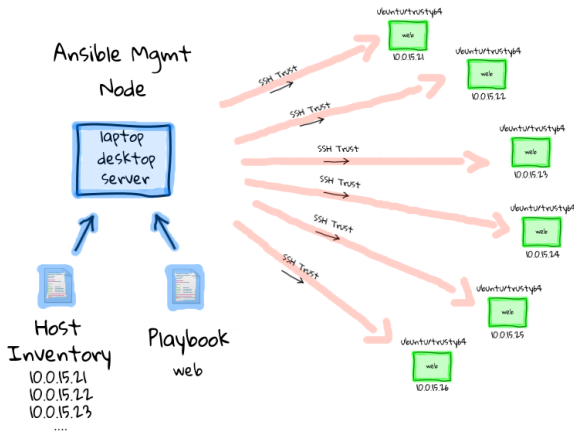 Ansible Mgmt
Node
laptop
desktop
server
Host
Inventory
10.0.15.21
10.0.15.22
10.0.15.23
....
Playbook
web
SSH Trust
SSH Trust
SSH Trust
SSH Trust
SSH Trust
SSH Trust
ubuntu/trusty64
web
10.0.15.21
ubuntu/trusty64
web
10.0.15.22
ubuntu/trusty64
web
10.0.15.23
ubuntu/trusty64
web
10.0.15.24
ubuntu/trusty64
web
10.0.15.25
ubuntu/trusty64
web
10.0.15.26